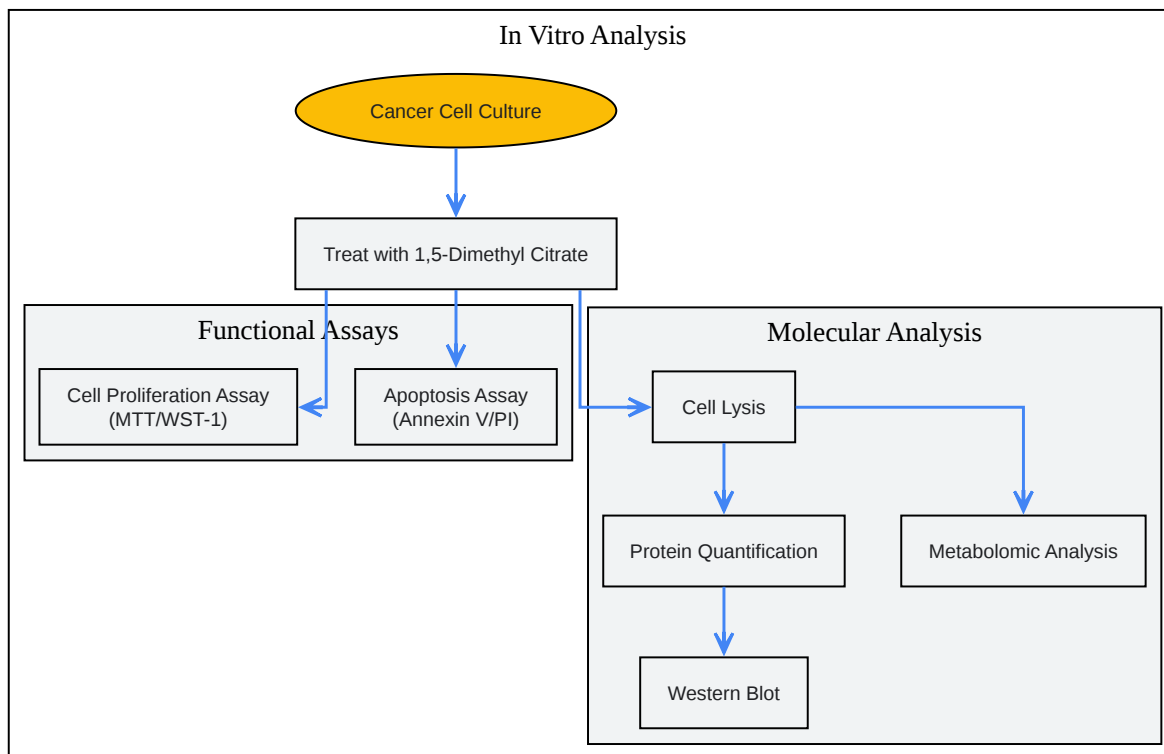 In Vitro Analysis
Cancer Cell Culture
Treat with 1,5-Dimethyl Citrate
Functional Assays
Cell Proliferation Assay
(MTT/WST-1)
Apoptosis Assay
(Annexin V/PI)
Molecular Analysis
Cell Lysis
Protein Quantification
Metabolomic Analysis
Western Blot